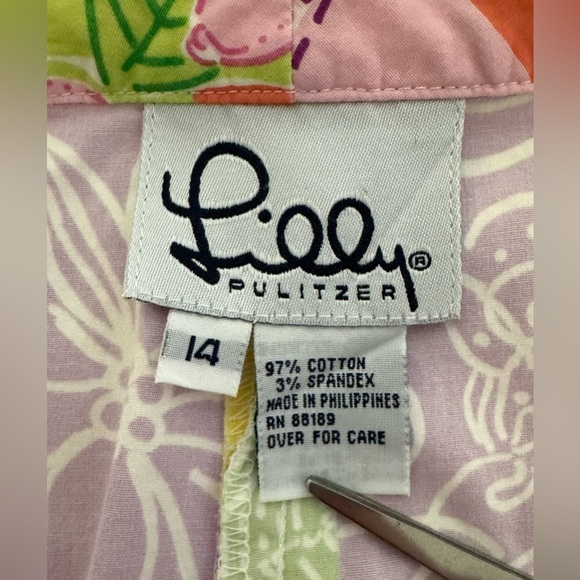 Lilly®
PULITZER
14
97% COTTON
3% SPANDEX
MADE IN PHILIPPINES
RN 88189
OVER FOR CARE